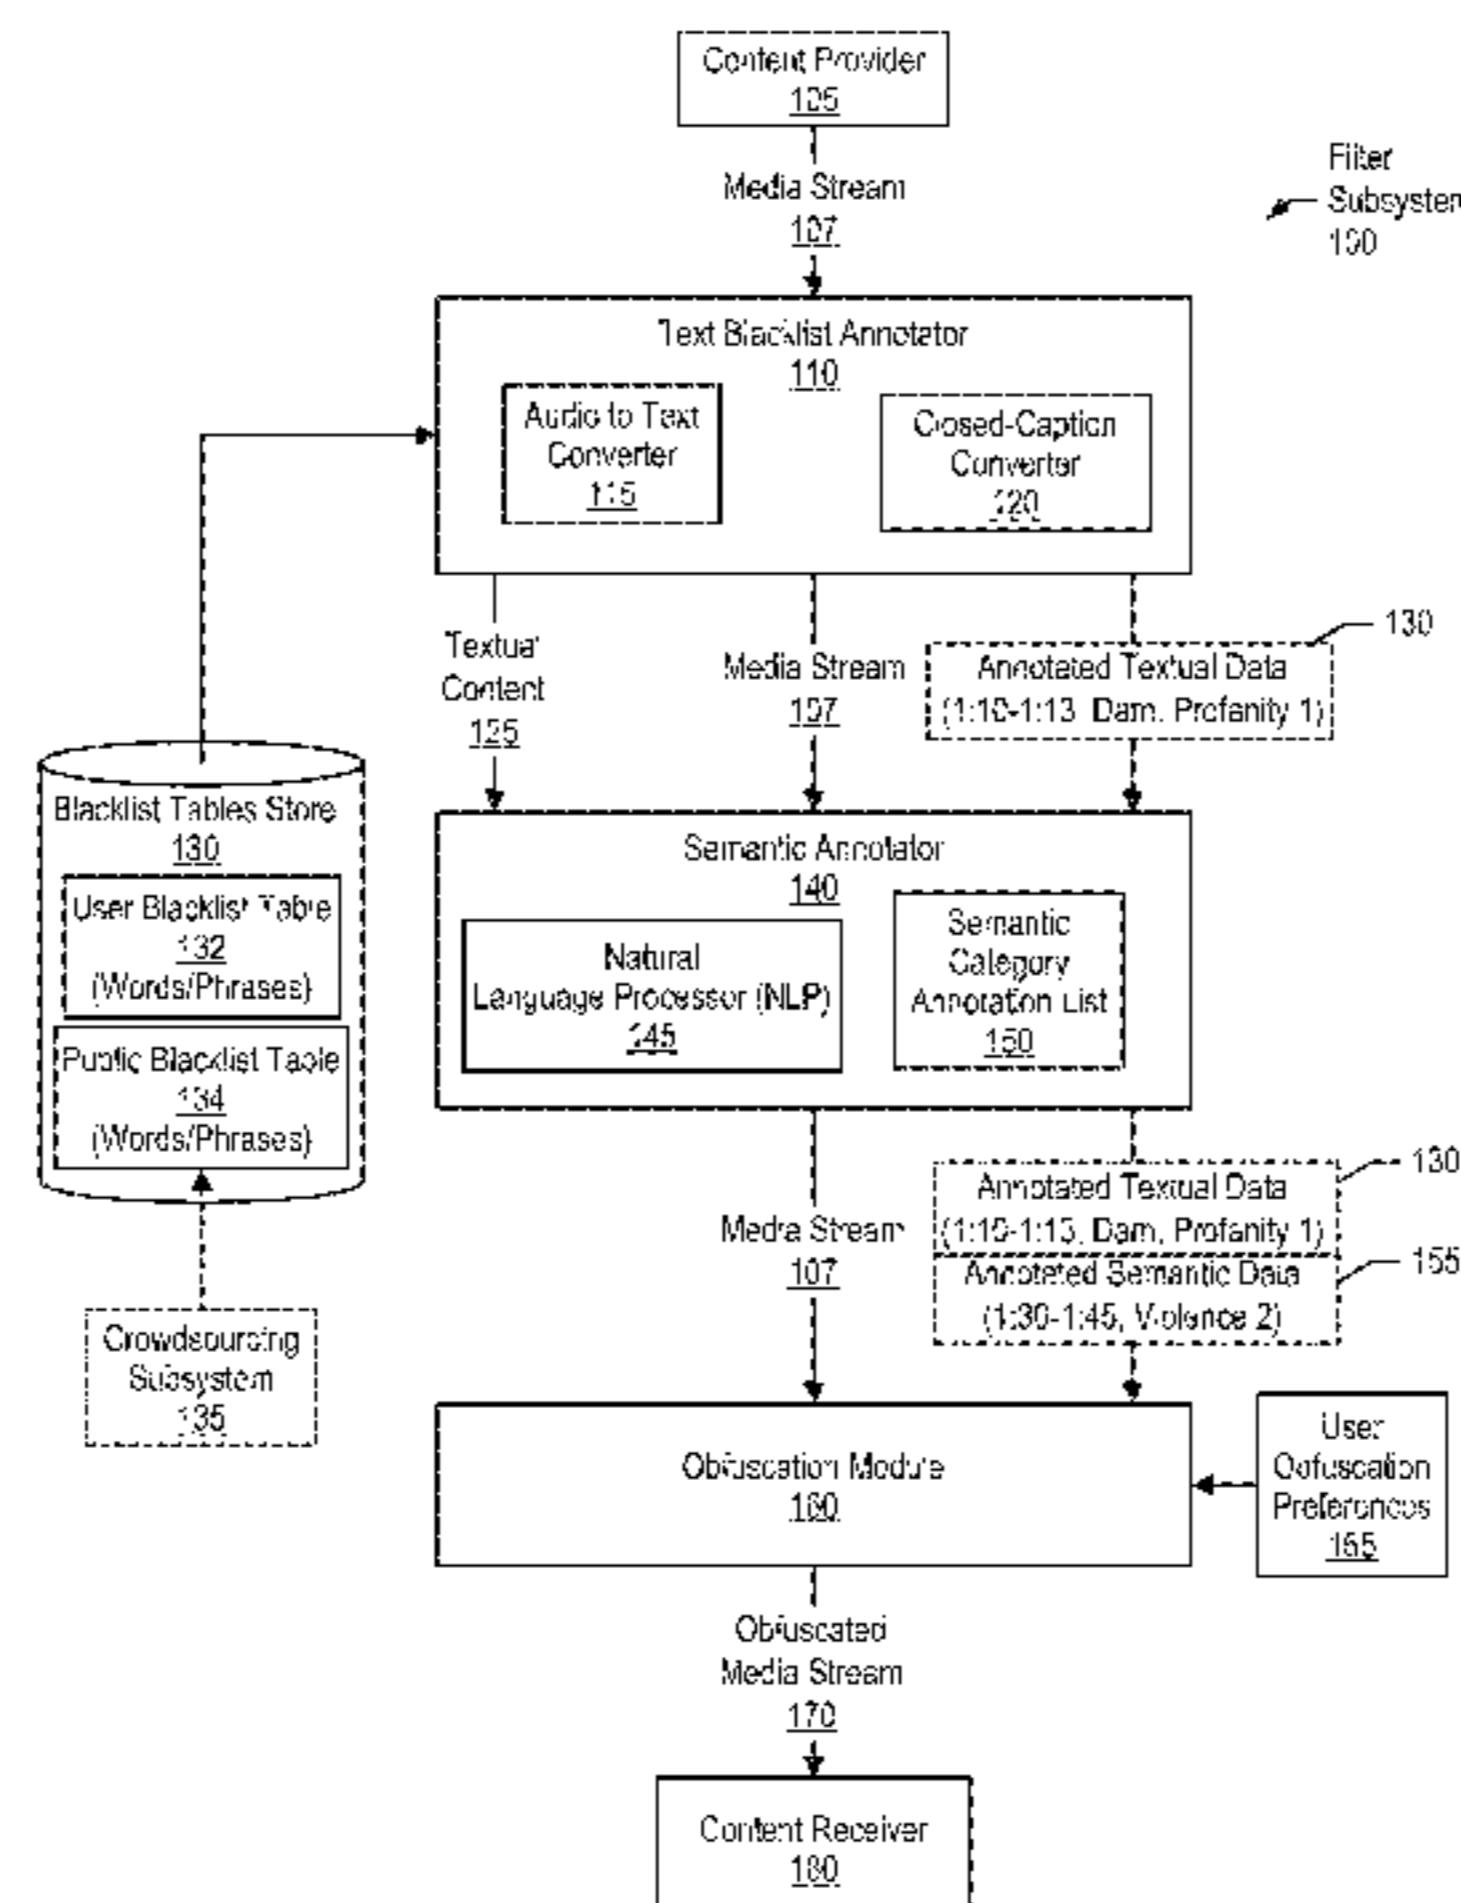 Content Provider
105
Media Stream
107
Filter
Subsystem
100
Text Blacklist Annotator
110
Audio to Text
Converter
115
Closed-Caption
Converter
120
Textual
Content
125
Media Stream
107
130
Annotated Textual Data
(1:10-1:13, Darn, Profanity 1)
Blacklist Tables Store
130
User Blacklist Table
132
(Words/Phrases)
Public Blacklist Table
134
(Words/Phrases)
Crowdsourcing
Subsystem
135
Semantic Annotator
140
Natural
Language Processor (NLP)
145
Semantic
Category
Annotation List
150
Media Stream
107
130
Annotated Textual Data
(1:10-1:13, Darn, Profanity 1)
155
Annotated Semantic Data
(1:30-1:45, Violence 2)
Obfuscation Module
160
User
Obfuscation
Preferences
165
Obfuscated
Media Stream
170
Content Receiver
180